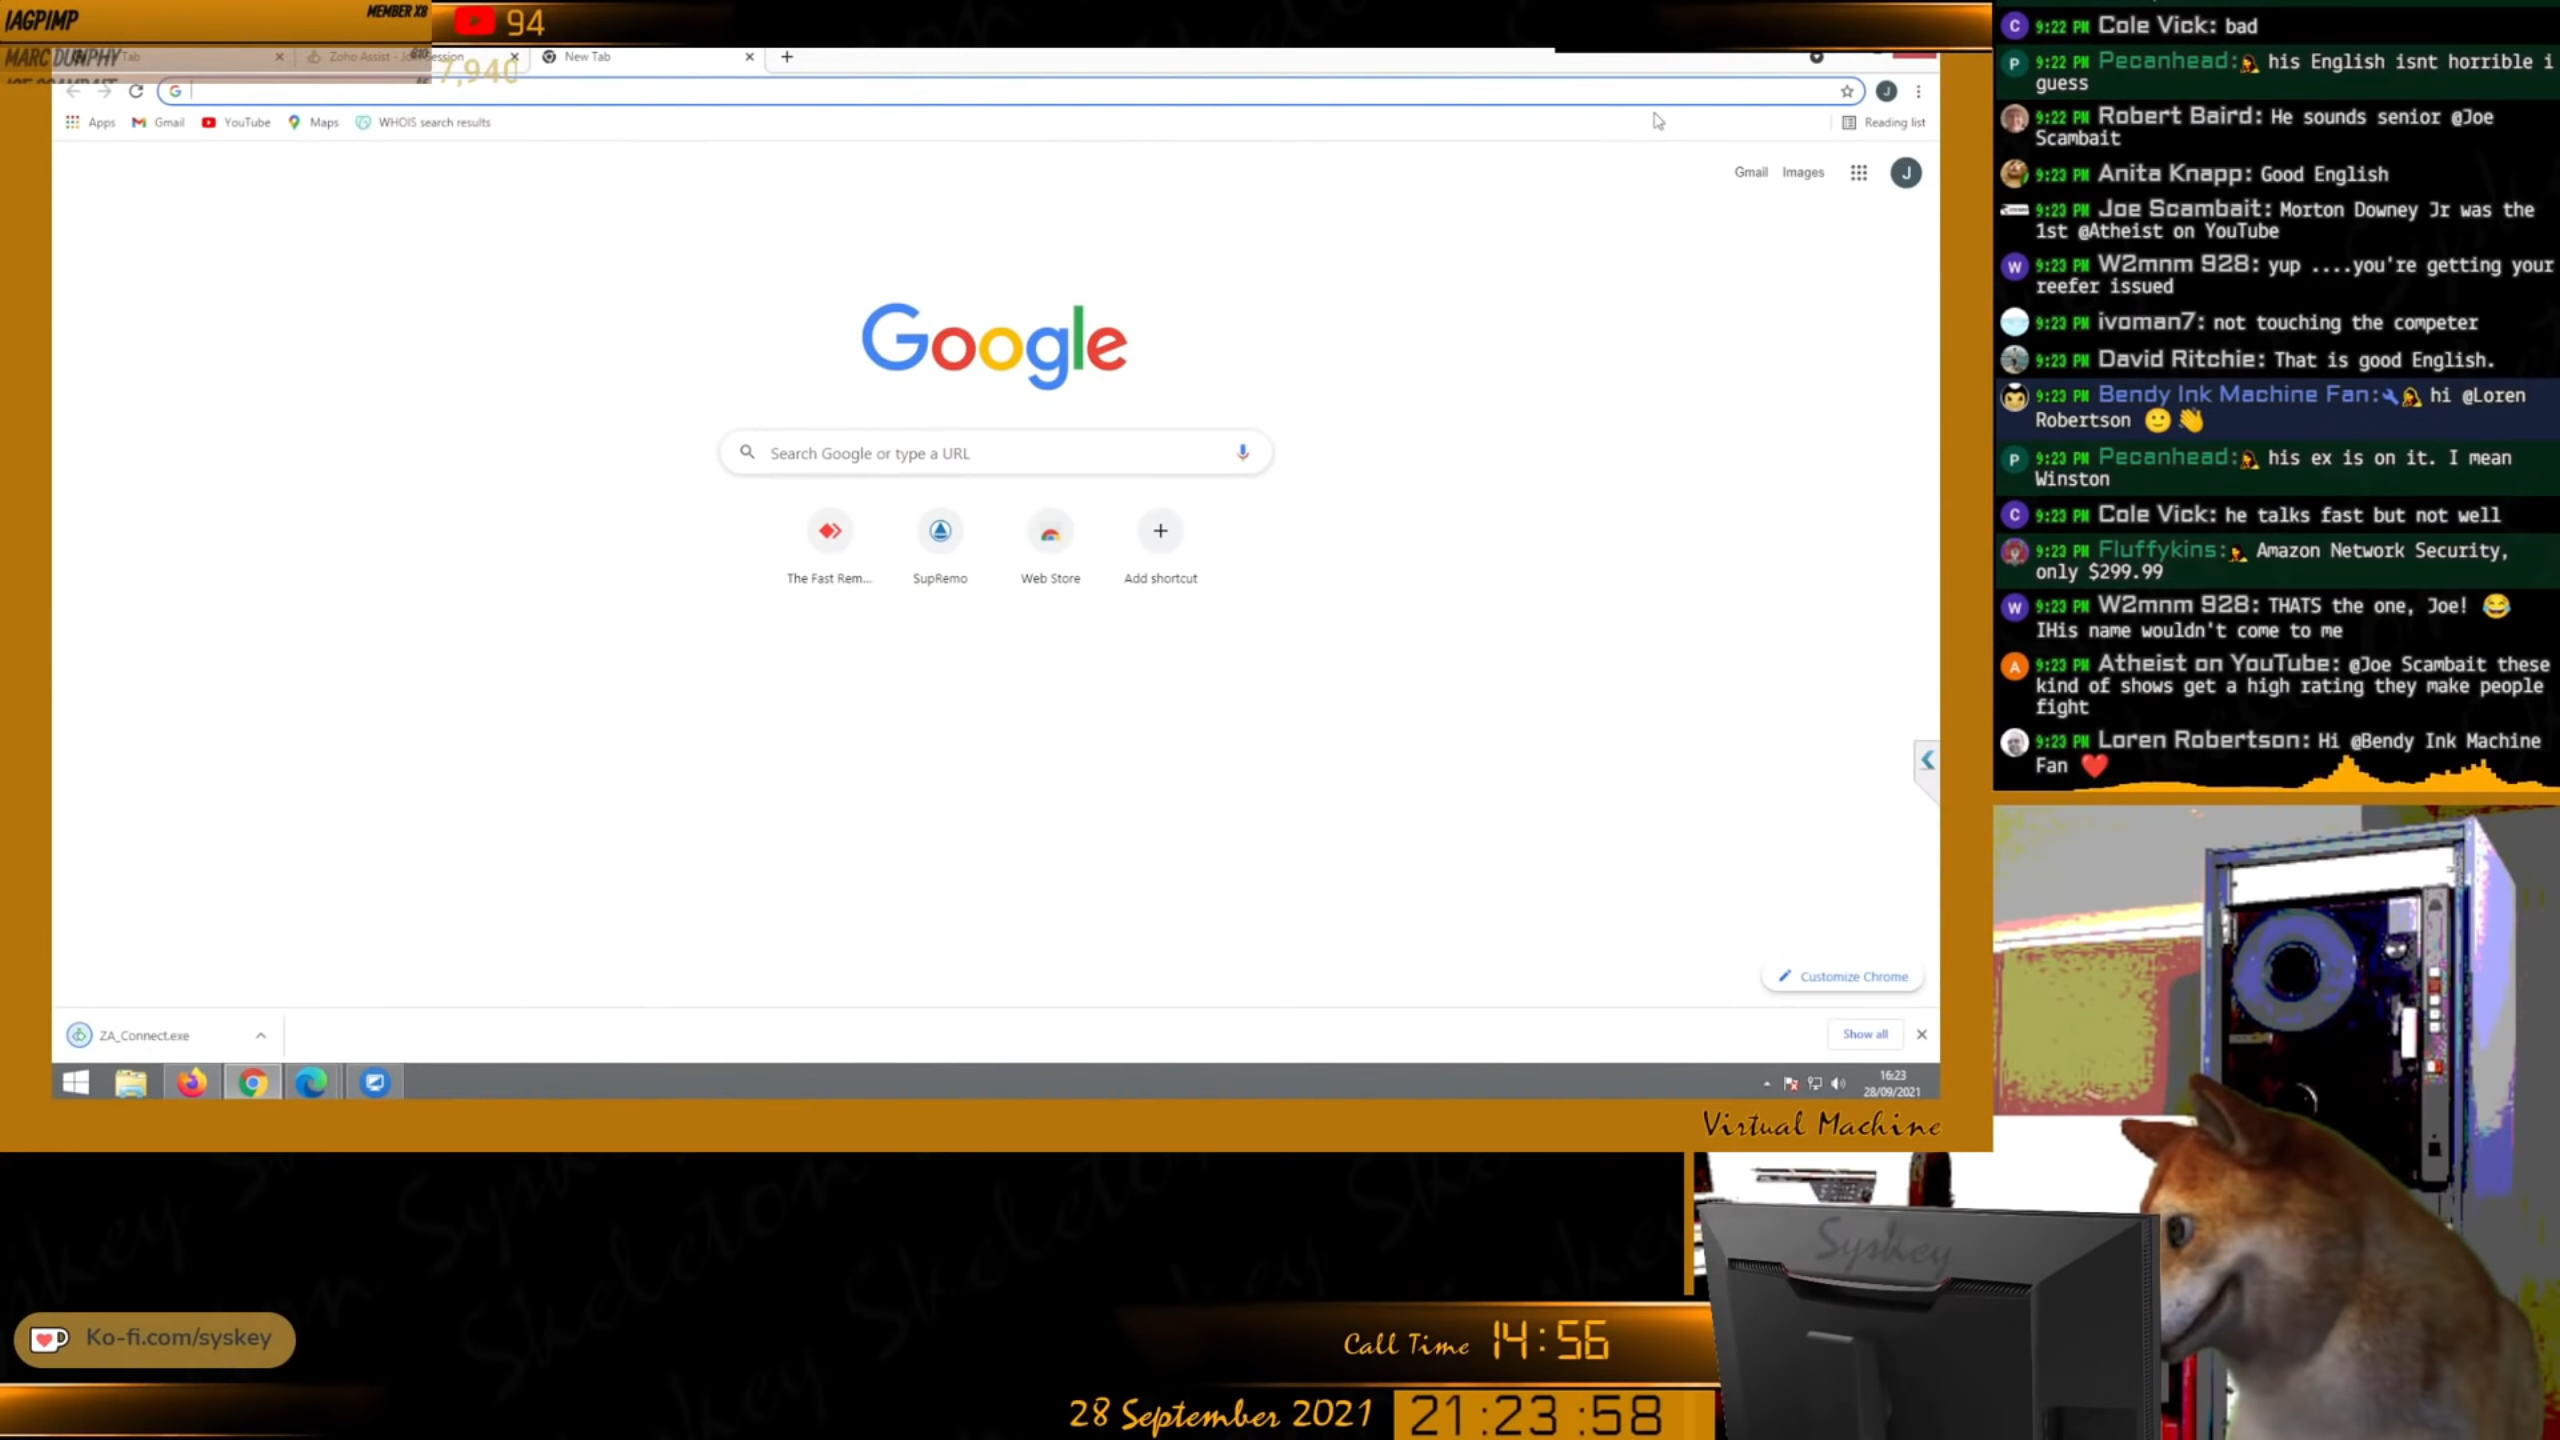 IAGPIMP
MEMBER X8
94
MARC DUNPHY
7,940
Zoho Assist - Join Session
New Tab
Apps
Gmail
YouTube
Maps
WHOIS search results
Reading list
Gmail
Images
J
Google
Search Google or type a URL
The Fast Rem...
SupRemo
Web Store
Add shortcut
Customize Chrome
ZA_Connect.exe
Show all
16:23
28/09/2021
Virtual Machine
9:22 PM Cole Vick: bad
9:22 PM Pecanhead: his English isnt horrible i
guess
9:22 PM Robert Baird: He sounds senior @Joe
Scambait
9:23 PM Anita Knapp: Good English
9:23 PM Joe Scambait: Morton Downey Jr was the
1st @Atheist on YouTube
9:23 PM W2mnm 928: yup ....you're getting your
reefer issued
9:23 PM ivoman7: not touching the competer
9:23 PM David Ritchie: That is good English.
9:23 PM Bendy Ink Machine Fan: hi @Loren
Robertson 🙂👋
9:23 PM Pecanhead: his ex is on it. I mean
Winston
9:23 PM Cole Vick: he talks fast but not well
9:23 PM Fluffykins: Amazon Network Security,
only $299.99
9:23 PM W2mnm 928: THATS the one, Joe! 😂
IHis name wouldn't come to me
9:23 PM Atheist on YouTube: @Joe Scambait these
kind of shows get a high rating they make people
fight
9:23 PM Loren Robertson: Hi @Bendy Ink Machine
Fan ❤️
Syskey
Ko-fi.com/syskey
Call Time 14:56
28 September 2021 21:23:58